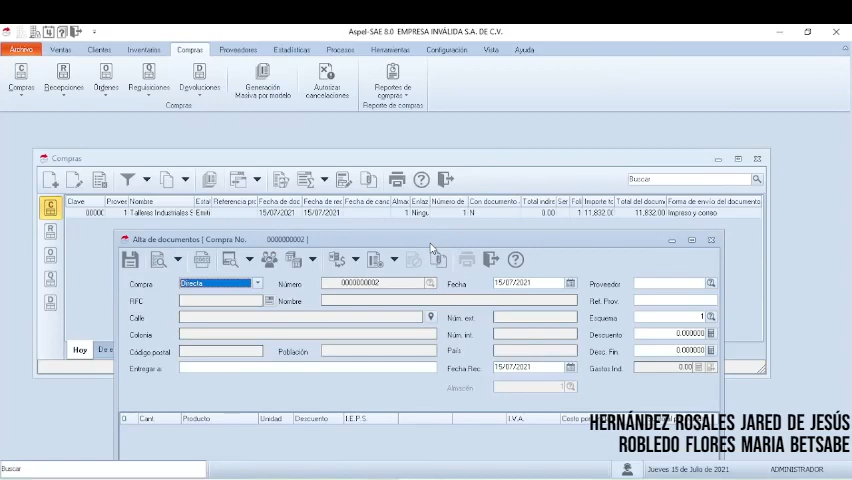 Aspel-SAE 8.0 EMPRESA INVÁLIDA S.A. DE C.V.
Archivo Ventas Clientes Inventarios Compras Proveedores Estadísticas Procesos Herramientas Configuración Vista Ayuda
Compras Recepciones Órdenes Requisiciones Devoluciones Generación Masiva por modelo Autorizar cancelaciones Reportes de compras
Compras Reporte de compras
Compras
Buscar
Clave Nombre Referencia Fecha de Fecha de Fecha de canc Número de Con documento Total del docum Forma de envío del documento
00000 1 Talleres Industriales S Emiti 15/07/2021 15/07/2021 1 Ningu 1 N 0.00 1 11,832.00 11,832.00 Impreso y correo
Alta de documentos [ Compra No. 0000000002 ]
Compra Directa Número 0000000002 Fecha 15/07/2021 Proveedor
RFC Nombre Ref. Prov.
Calle Núm. ext. Esquema 1
Colonia Núm. int. Descuento 0.000000
Código postal Población País Desc. Fin. 0.000000
Entregar a: Fecha Rec. 15/07/2021 Gastos Ind. 0.00
Almacén 1
Hoy
Cant. Producto Unidad Descuento I.E.P.S. I.V.A. Costo por
HERNÁNDEZ ROSALES JARED DE JESÚS
ROBLEDO FLORES MARIA BETSABE
Buscar Jueves 15 de Julio de 2021 ADMINISTRADOR